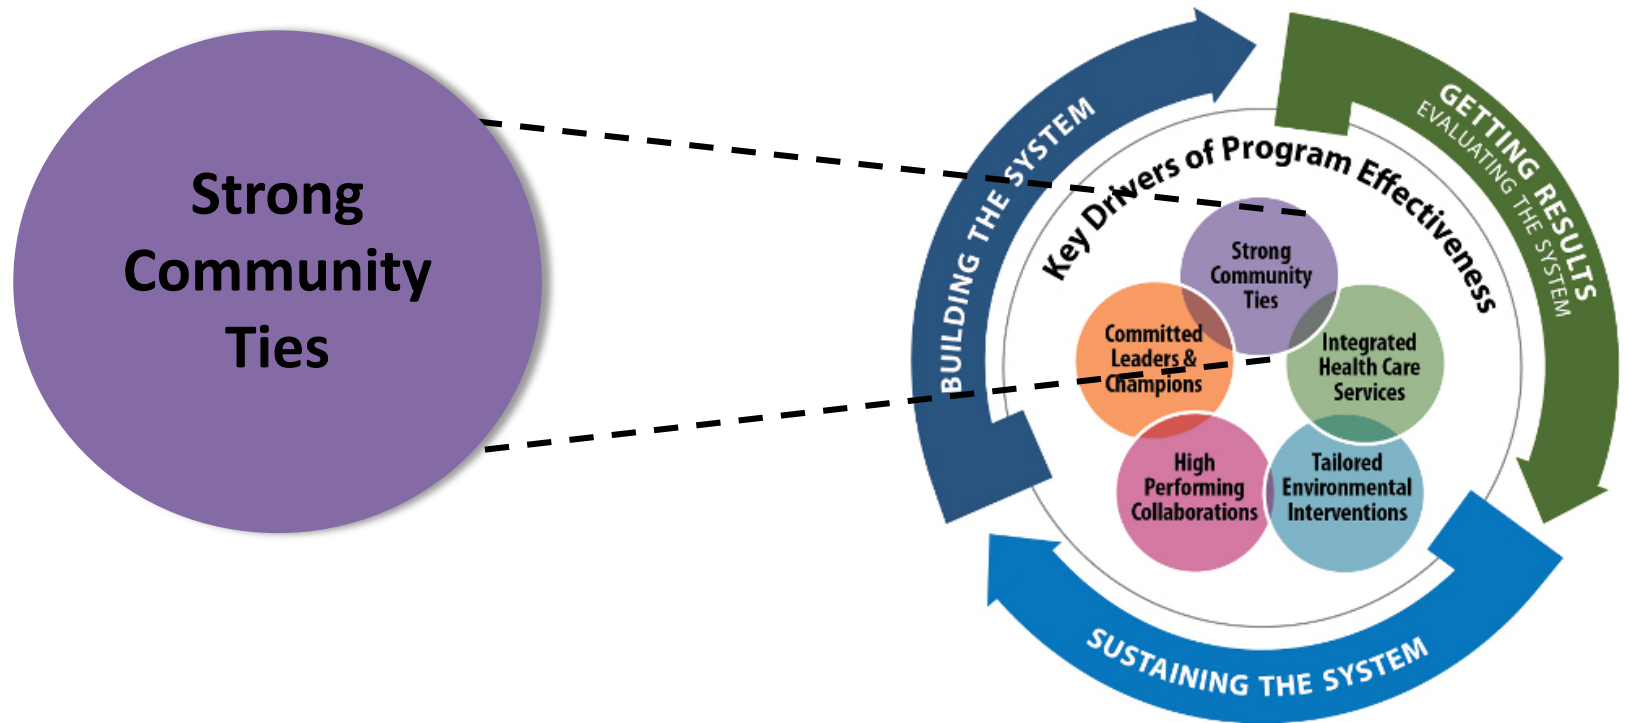 Strong
Community
Ties
BUILDING THE SYSTEM
GETTING RESULTS
EVALUATING THE SYSTEM
SUSTAINING THE SYSTEM
Key Drivers of Program Effectiveness
Strong
Community
Ties
Committed
Leaders &
Champions
Integrated
Health Care
Services
High
Performing
Collaborations
Tailored
Environmental
Interventions